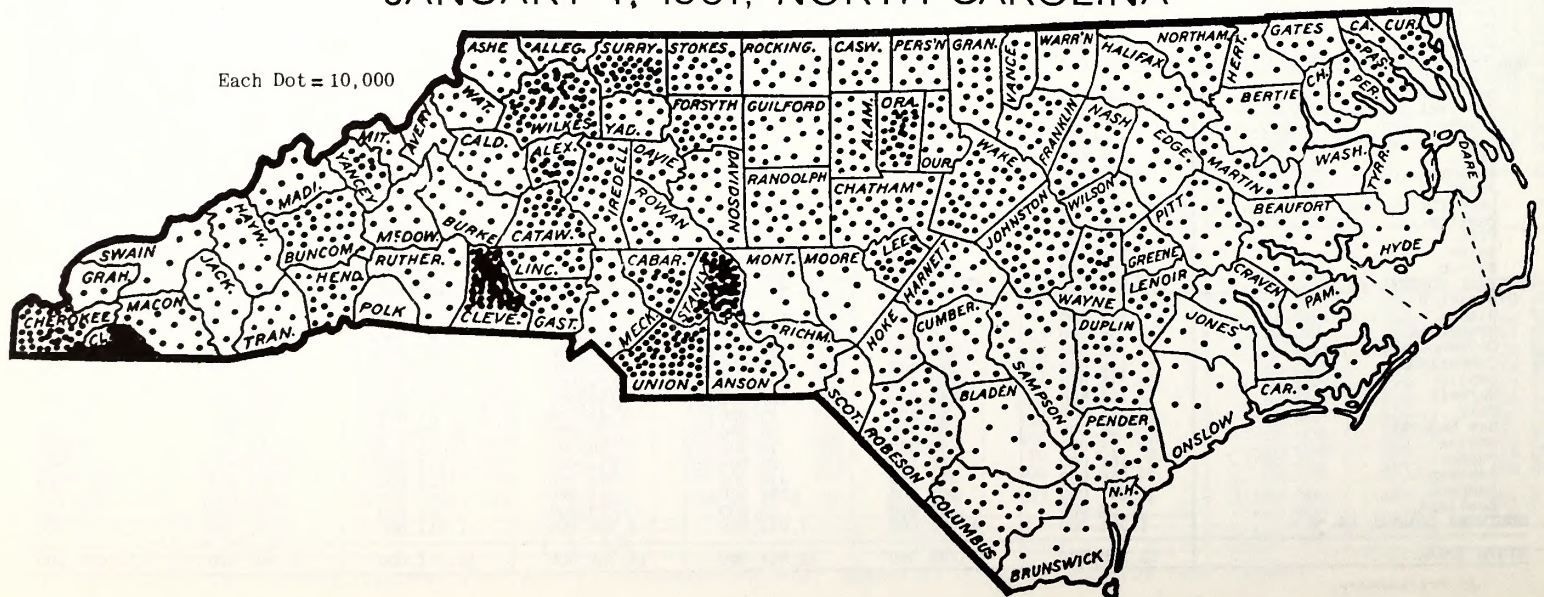 JANUARY 1, NORTH CAROLINA
Each Dot = 10,000
ASHE ALLEG. SURRY. STOKES. ROCKING. CASW. PERS'N GRAN. VANCE WARR'N HALIFAX NORTHAM. HERT. GATES CA. CUR.
PAS.
PER.
CH.
WAT. WILKES YAD. FORSYTH GUILFORD ALAM. ORA. DUR. FRANKLIN NASH BERTIE
MIT. AVERY CALD. ALEX. IREDELL DAVIE DAVIDSON RANDOLPH CHATHAM WAKE EDGE. MARTIN WASH. TYRR. DARE
MADI. YANCEY BURKE CATAW. ROWAN JOHNSTON WILSON PITT BEAUFORT HYDE
SWAIN HAYW. BUNCOM. McDOW. RUTHER. LINC. CABAR. STANLY MONT. MOORE LEE HARNETT GREENE
GRAH. JACK. HEND. POLK CLEVE. GAST. WAYNE LENOIR CRAVEN PAM.
CHEROKEE CL. MACON TRAN. MECK. UNION ANSON RICHM. HOKE CUMBER. SAMPSON DUPLIN JONES CAR.
SCOT. ROBESON BLADEN PENDER ONSLOW
COLUMBUS N.H.
BRUNSWICK